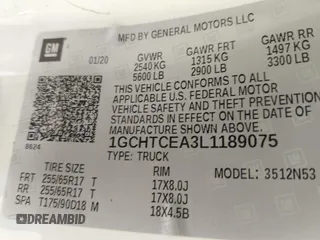 GM
MFD BY GENERAL MOTORS LLC
01/20
GVWR GAWR FRT GAWR RR
2540 KG 1315 KG 1497 KG
5600 LB 2900 LB 3300 LB
THIS VEHICLE CONFORMS TO ALL
APPLICABLE U.S. FEDERAL MOTOR
VEHICLE SAFETY AND THEFT PREVENTION
STANDARDS IN EFFECT ON THE DATE OF
MANUFACTURE SHOWN ABOVE.
1GCHTCEA3L1189075
8624
TYPE: TRUCK
MODEL: 3512N53
TIRE SIZE RIM
FRT 255/65R17 T 17X8.0J
RR 255/65R17 T 17X8.0J
SPA T175/90D18 M 18X4.5B
DREAMBID